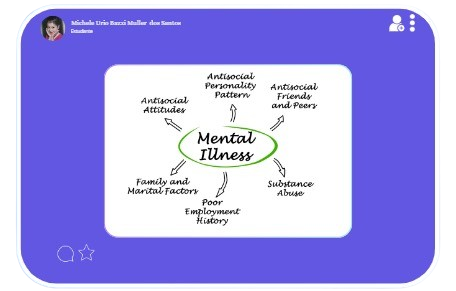 Michele Urio Razzi Muller dos Santos
Estudante
Antisocial
Personality
Pattern
Antisocial
Attitudes
Antisocial
Friends
and Peers
Mental
Illness
Family and
Marital Factors
Poor
Employment
History
Substance
Abuse